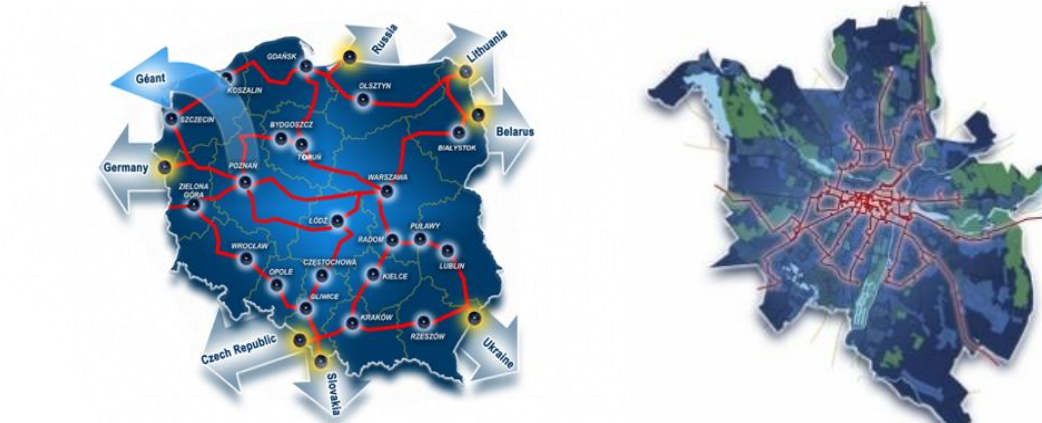 Russia
Lithuania
GDAŃSK
Géant
KOSZALIN
OLSZTYN
SZCZECIN
BYDGOSZCZ
Belarus
BIAŁYSTOK
TORUŃ
Germany
POZNAŃ
ZIELONA
GÓRA
WARSZAWA
ŁÓDŹ
PUŁAWY
RADOM
WROCŁAW
LUBLIN
CZĘSTOCHOWA
OPOLE
KIELCE
GLIWICE
KRAKÓW
RZESZÓW
Czech Republic
Ukraine
Slovakia